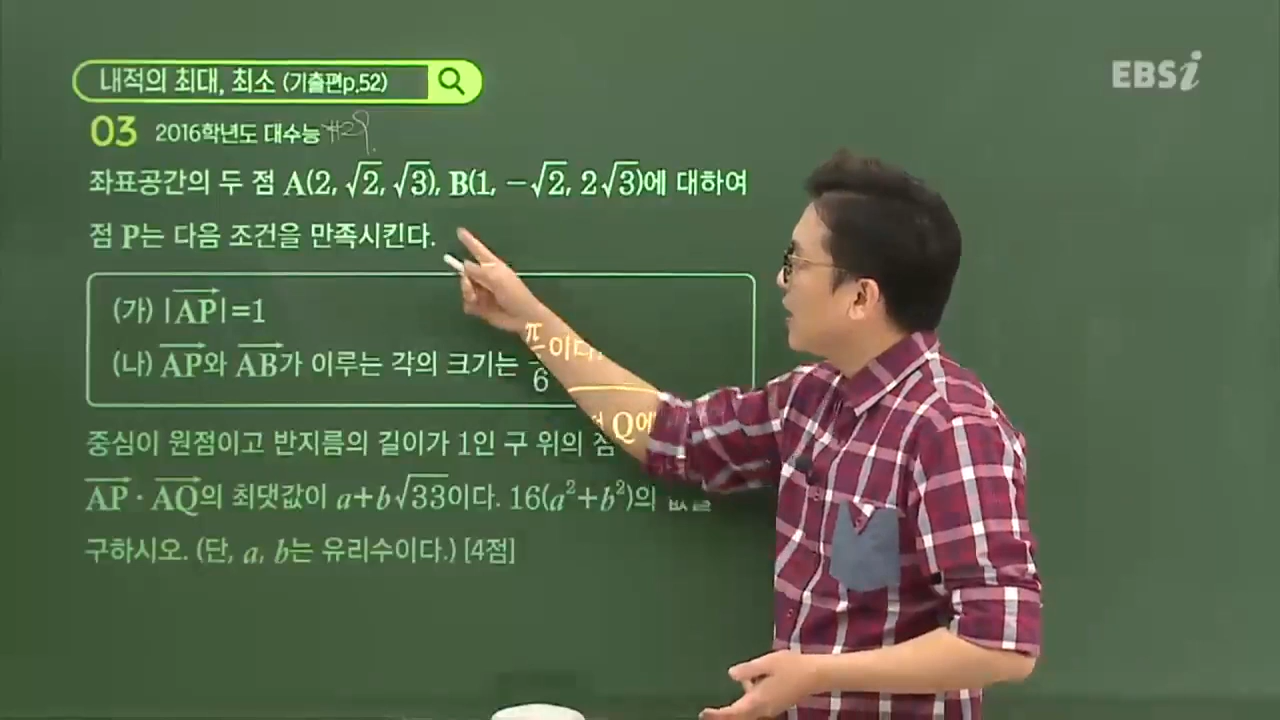 내적의 최대, 최소 (기출편p.52)
EBSi
03 2016학년도 대수능 #29.
좌표공간의 두 점 A(2, √2, √3), B(1, −√2, 2√3)에 대하여
점 P는 다음 조건을 만족시킨다.
(가) |AP→|=1
(나) AP→와 AB→가 이루는 각의 크기는 π/6이다.
중심이 원점이고 반지름의 길이가 1인 구 위의 점 Q에
AP→ · AQ→의 최댓값이 a+b√33이다. 16(a²+b²)의
구하시오. (단, a, b는 유리수이다.) [4점]